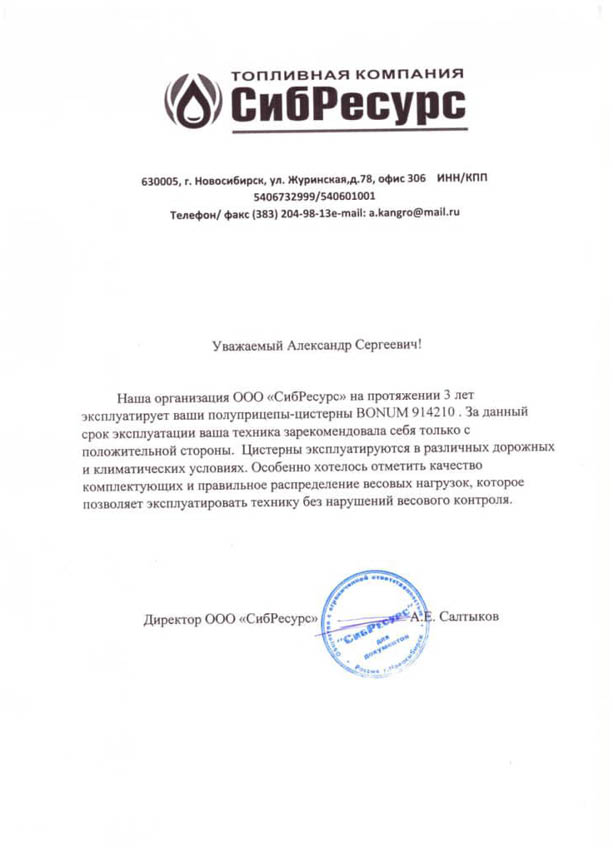 ТОПЛИВНАЯ КОМПАНИЯ
СибРесурс
630005, г. Новосибирск, ул. Журинская,д.78, офис 306 ИНН/КПП
5406732999/540601001
Телефон/ факс (383) 204-98-13e-mail: a.kangro@mail.ru
Уважаемый Александр Сергеевич!
Наша организация ООО «СибРесурс» на протяжении 3 лет
эксплуатирует ваши полуприцепы-цистерны BONUM 914210 . За данный
срок эксплуатации ваша техника зарекомендовала себя только с
положительной стороны. Цистерны эксплуатируются в различных дорожных
и климатических условиях. Особенно хотелось отметить качество
комплектующих и правильное распределение весовых нагрузок, которое
позволяет эксплуатировать технику без нарушений весового контроля.
Директор ООО «СибРесурс» А.Е. Салтыков
Общество с ограниченной ответственностью
"СибРесурс"
для
документов
Россия г.Новосибирск